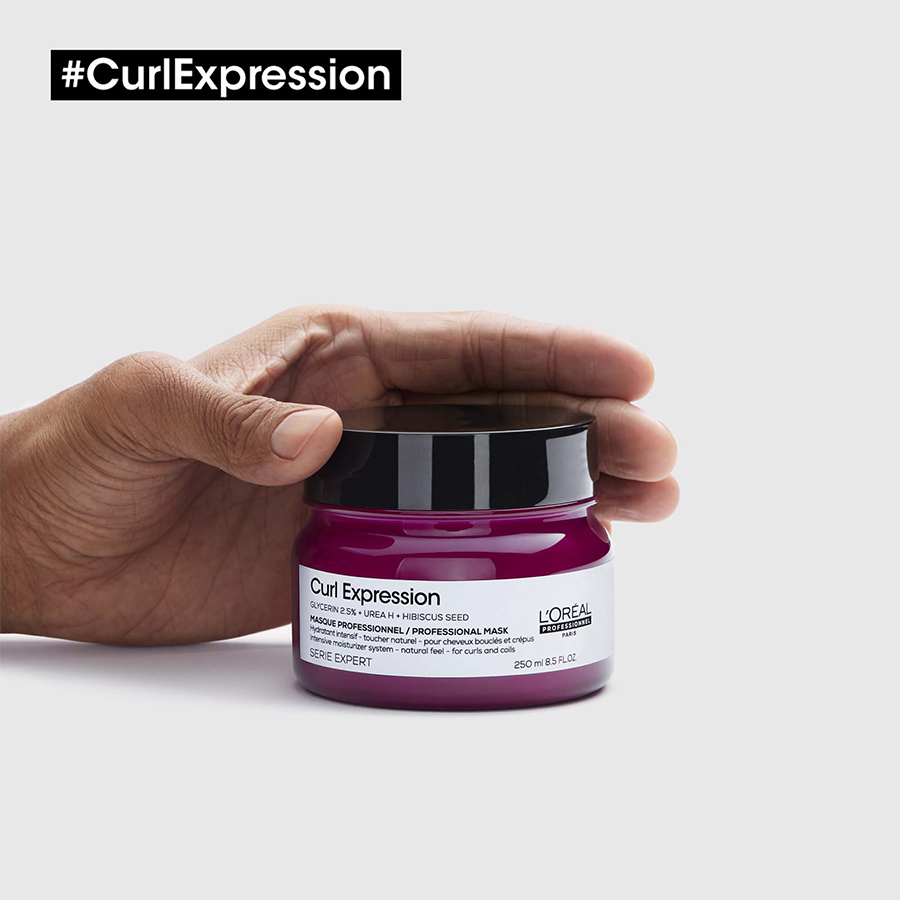 #CurlExpression
Curl Expression
GLYCERIN 2.5% + UREA H + HIBISCUS SEED
MASQUE PROFESSIONNEL / PROFESSIONAL MASK
Hydratant intensif - toucher naturel - pour cheveux bouclés et crépus
Intensive moisturizer system - natural feel - for curls and coils
SERIE EXPERT
L'ORÉAL
PROFESSIONNEL
PARIS
250 ml 8.5 FL.OZ.